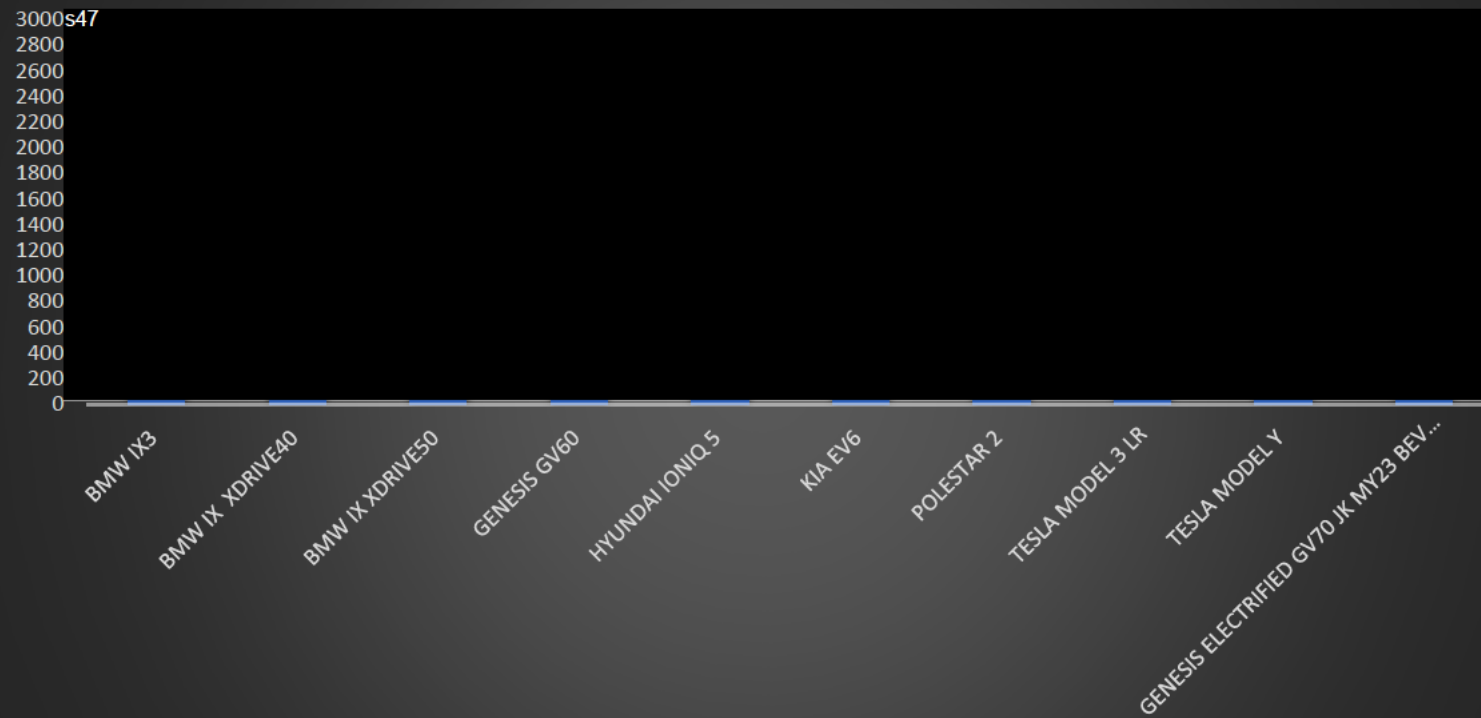 3000
s47
2800
2600
2400
2200
2000
1800
1600
1400
1200
1000
800
600
400
200
0
BMW IX3
BMW IX  XDRIVE40
BMW IX XDRIVE50
GENESIS GV60
HYUNDAI IONIQ 5
KIA EV6
POLESTAR 2
TESLA MODEL 3 LR
TESLA MODEL Y
GENESIS ELECTRIFIED GV70 JK MY23 BEV...